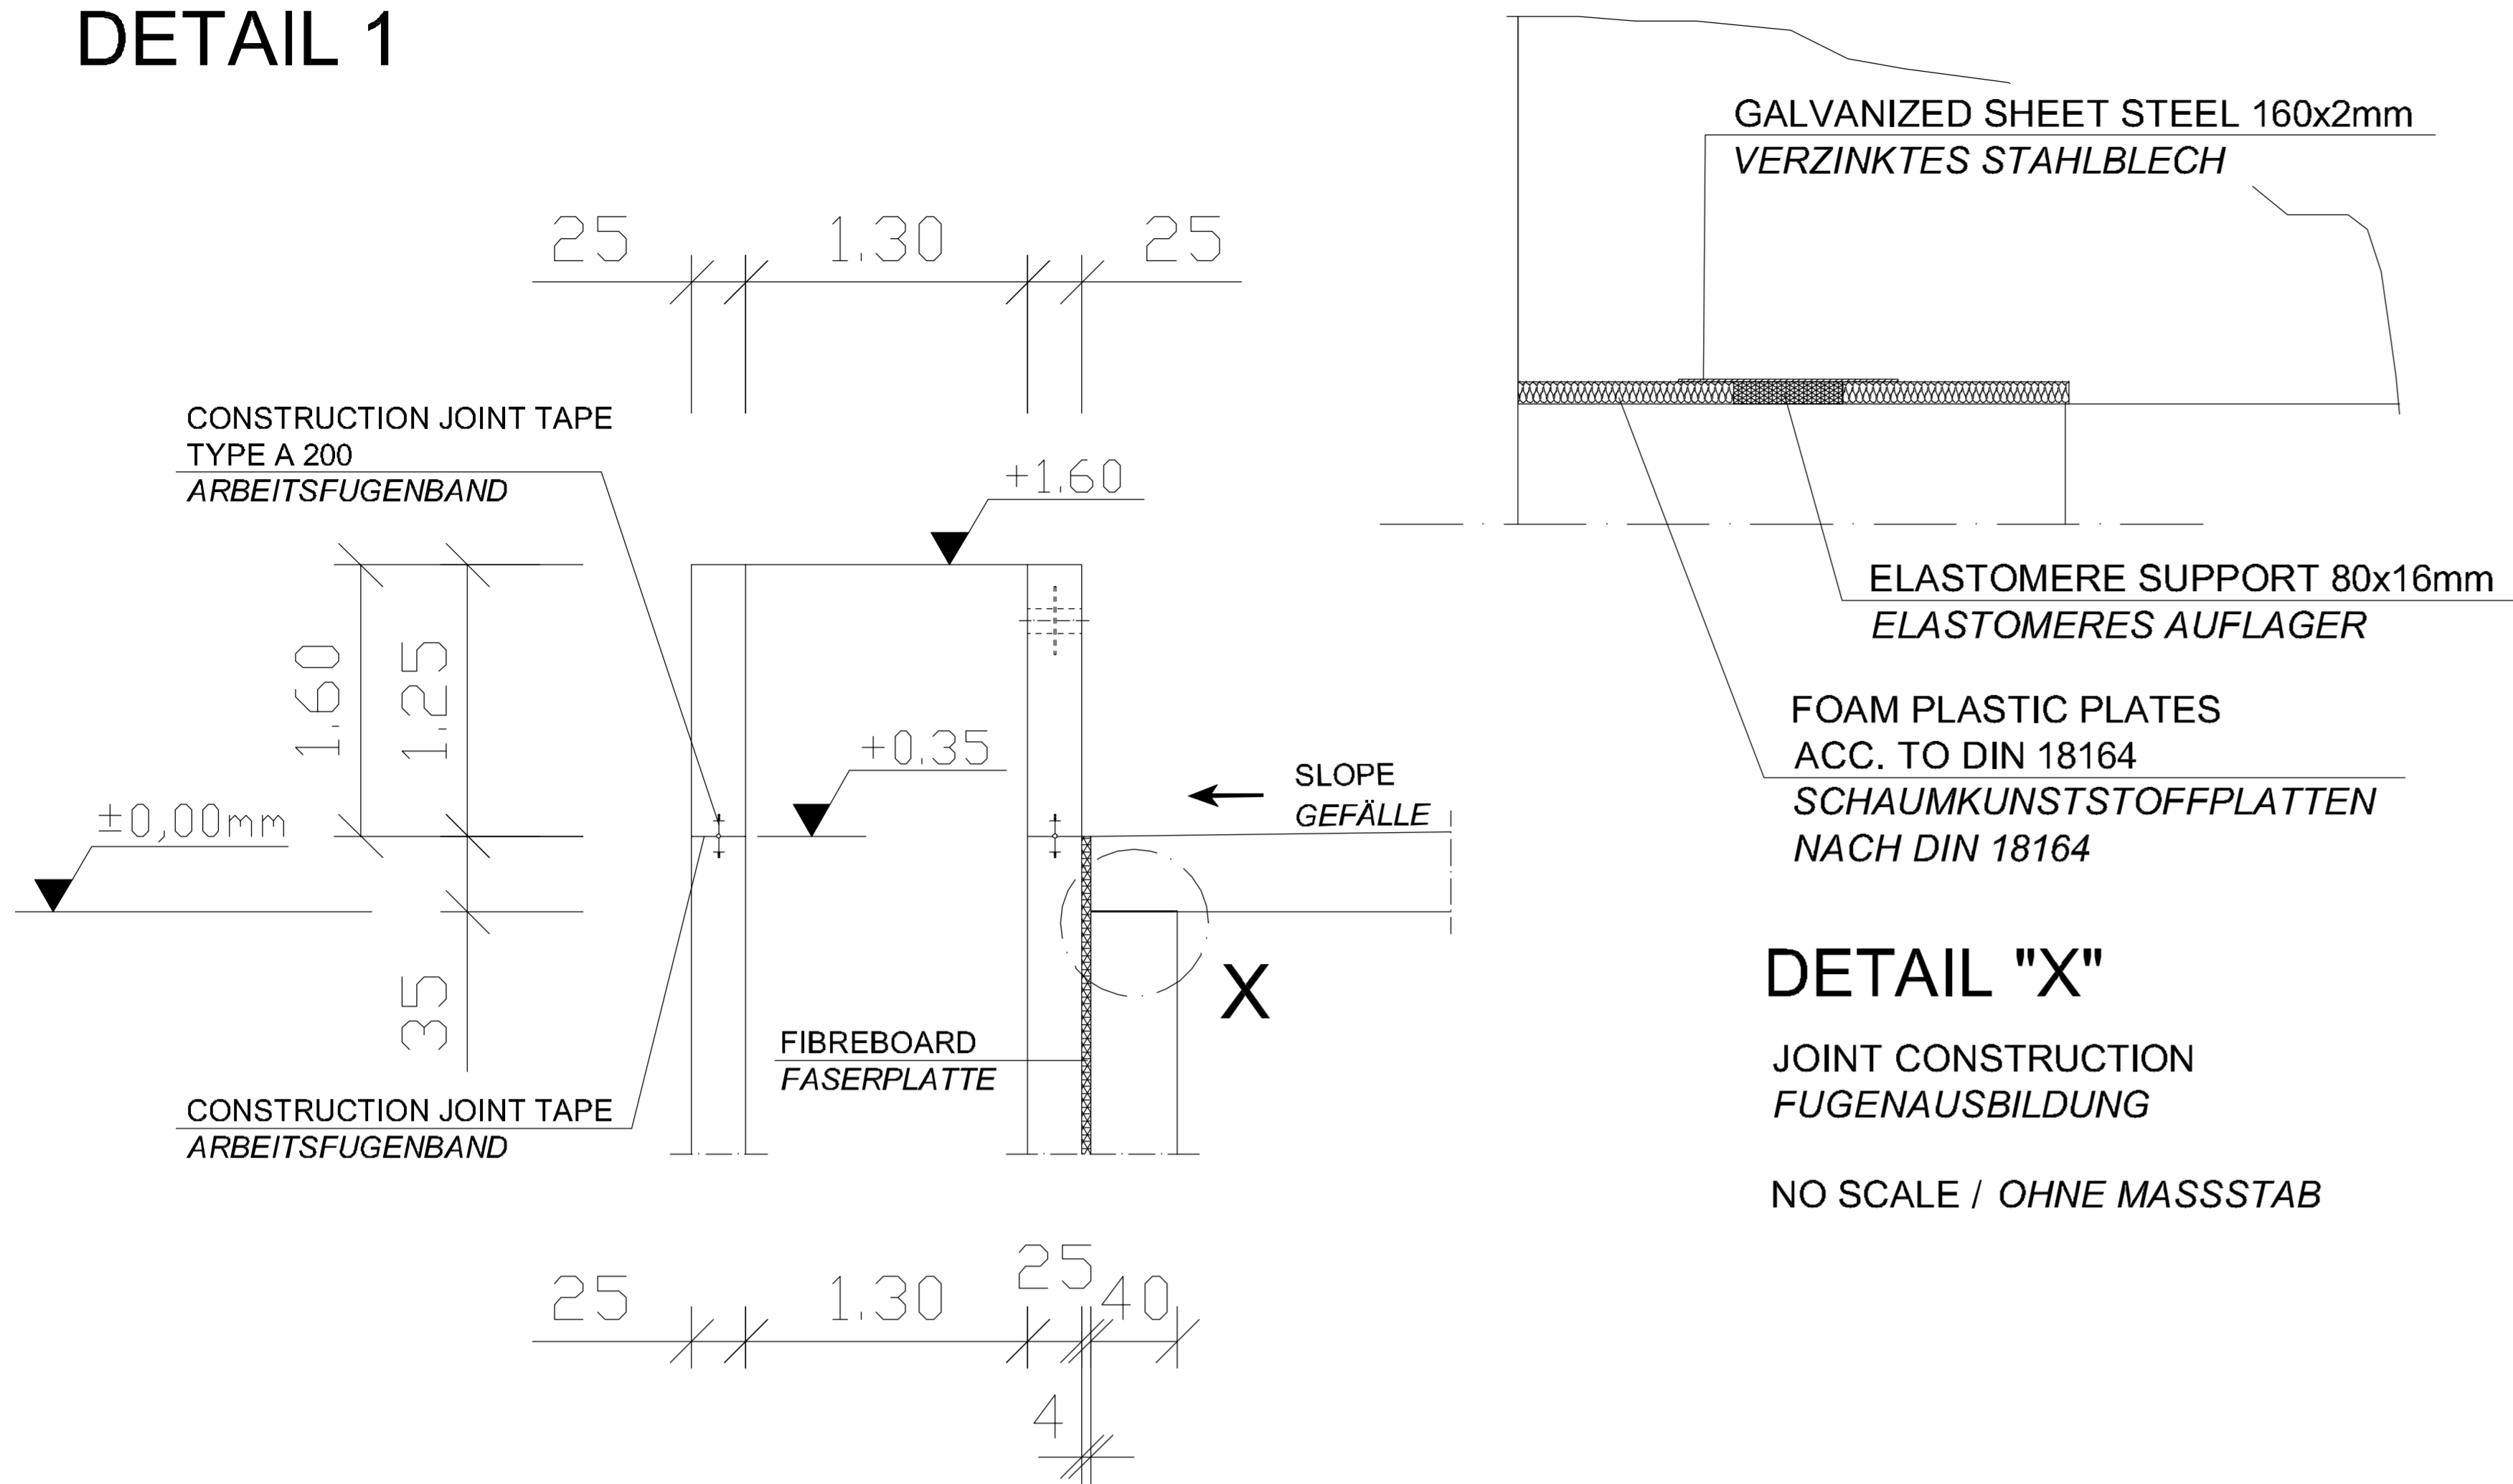 DETAIL 1
25
1.30
25
CONSTRUCTION JOINT TAPE
TYPE A 200
ARBEITSFUGENBAND
+1.60
1.60
1.25
+0.35
±0,00mm
SLOPE
GEFÄLLE
35
X
FIBREBOARD
FASERPLATTE
CONSTRUCTION JOINT TAPE
ARBEITSFUGENBAND
25
1.30
25
40
4
GALVANIZED SHEET STEEL 160x2mm
VERZINKTES STAHLBLECH
ELASTOMERE SUPPORT 80x16mm
ELASTOMERES AUFLAGER
FOAM PLASTIC PLATES
ACC. TO DIN 18164
SCHAUMKUNSTSTOFFPLATTEN
NACH DIN 18164
DETAIL "X"
JOINT CONSTRUCTION
FUGENAUSBILDUNG
NO SCALE / OHNE MASSSTAB